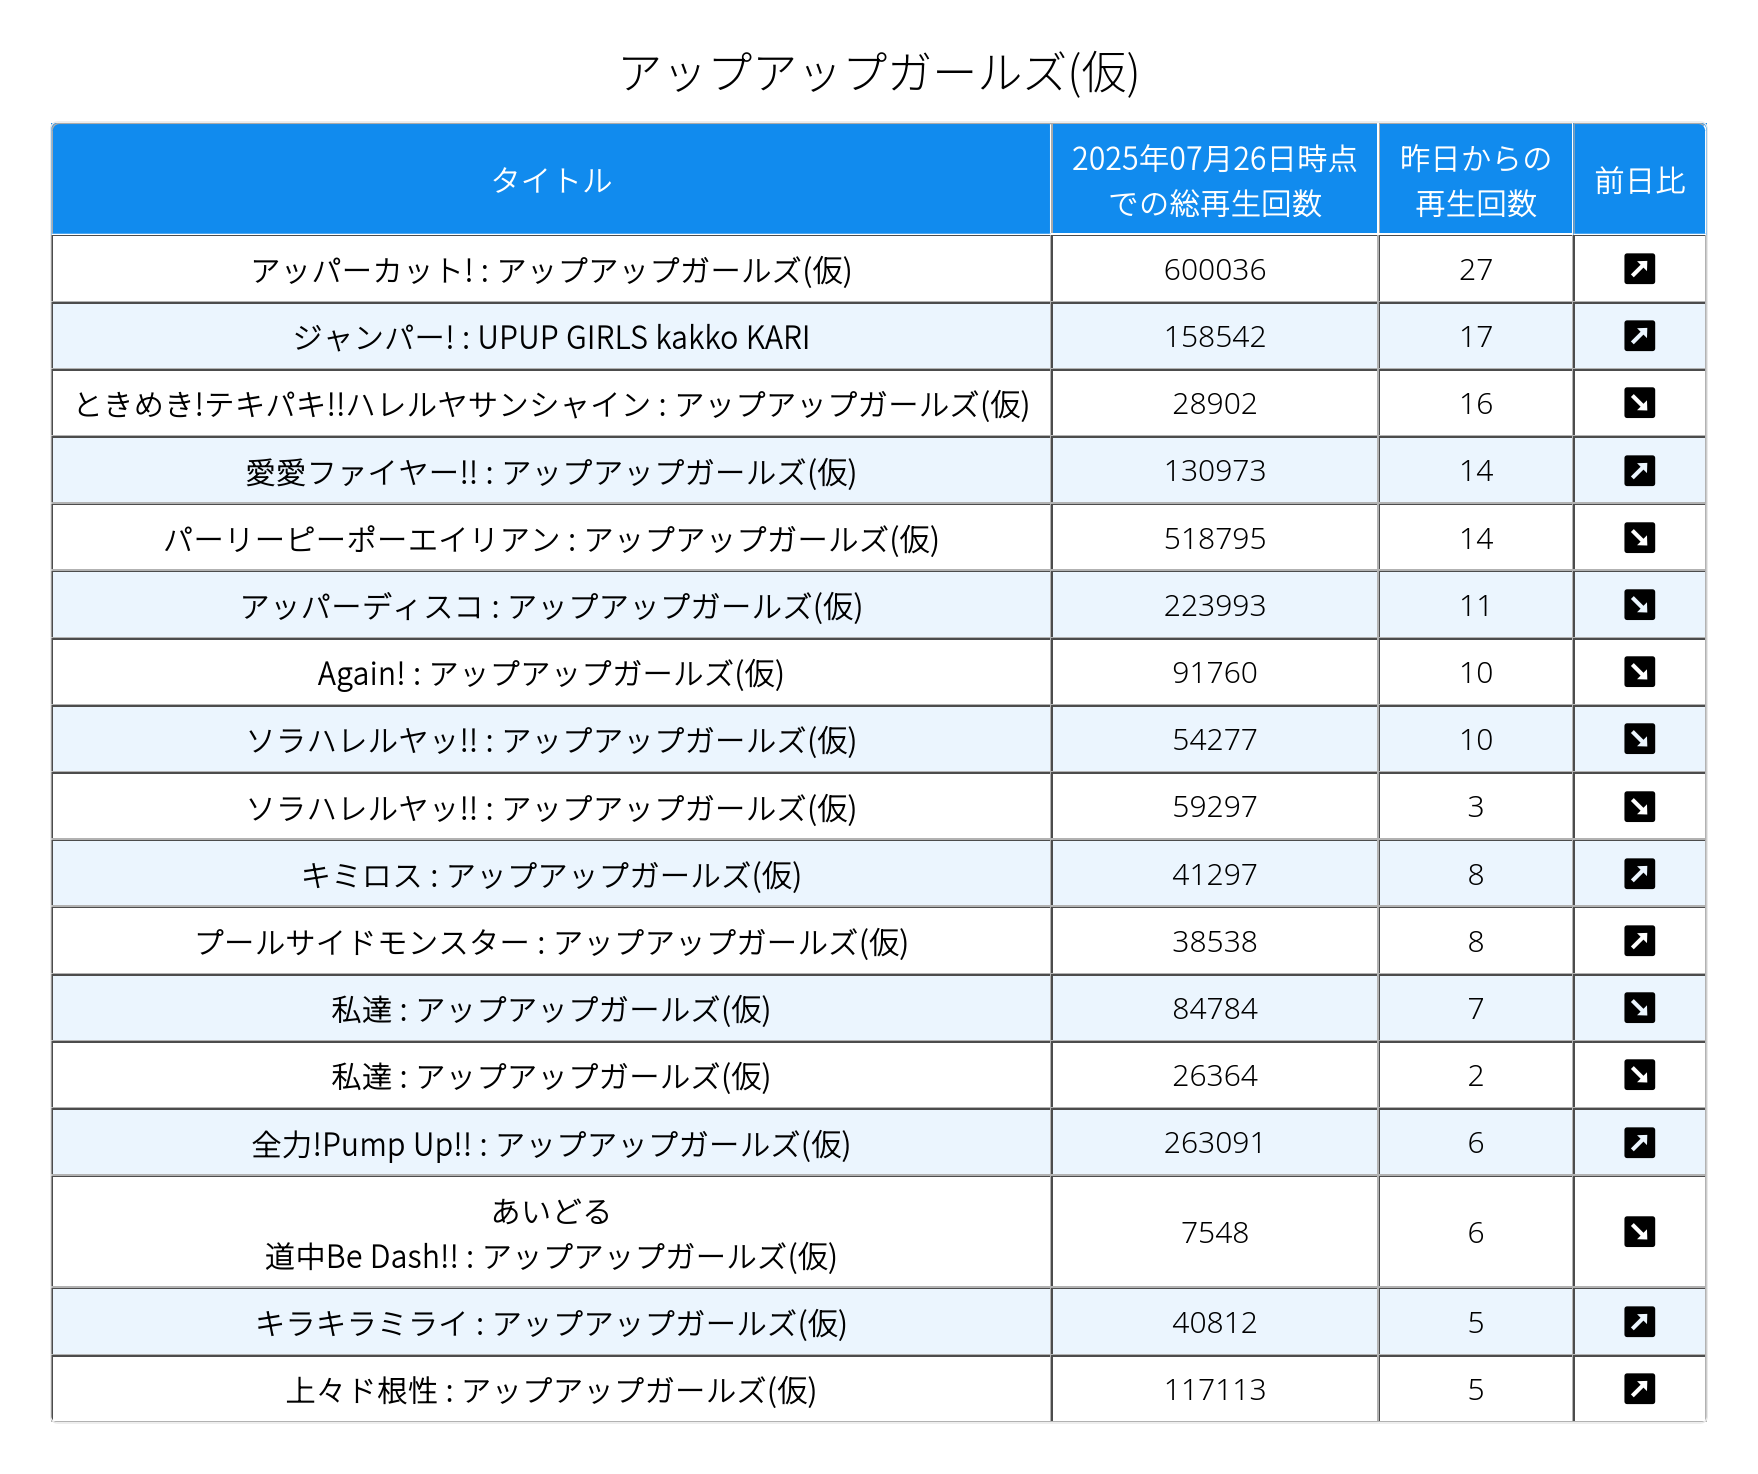 アップアップガールズ(仮)
タイトル 2025年07月26日時点での総再生回数 昨日からの再生回数 前日比
アッパーカット! : アップアップガールズ(仮) 600036 27 ↗
ジャンパー! : UPUP GIRLS kakko KARI 158542 17 ↗
ときめき!テキパキ!!ハレルヤサンシャイン : アップアップガールズ(仮) 28902 16 ↘
愛愛ファイヤー!! : アップアップガールズ(仮) 130973 14 ↗
パーリーピーポーエイリアン : アップアップガールズ(仮) 518795 14 ↘
アッパーディスコ : アップアップガールズ(仮) 223993 11 ↘
Again! : アップアップガールズ(仮) 91760 10 ↘
ソラハレルヤッ!! : アップアップガールズ(仮) 54277 10 ↘
ソラハレルヤッ!! : アップアップガールズ(仮) 59297 3 ↘
キミロス : アップアップガールズ(仮) 41297 8 ↗
プールサイドモンスター : アップアップガールズ(仮) 38538 8 ↗
私達 : アップアップガールズ(仮) 84784 7 ↘
私達 : アップアップガールズ(仮) 26364 2 ↘
全力!Pump Up!! : アップアップガールズ(仮) 263091 6 ↗
あいどる
道中Be Dash!! : アップアップガールズ(仮) 7548 6 ↘
キラキラミライ : アップアップガールズ(仮) 40812 5 ↗
上々ド根性 : アップアップガールズ(仮) 117113 5 ↗